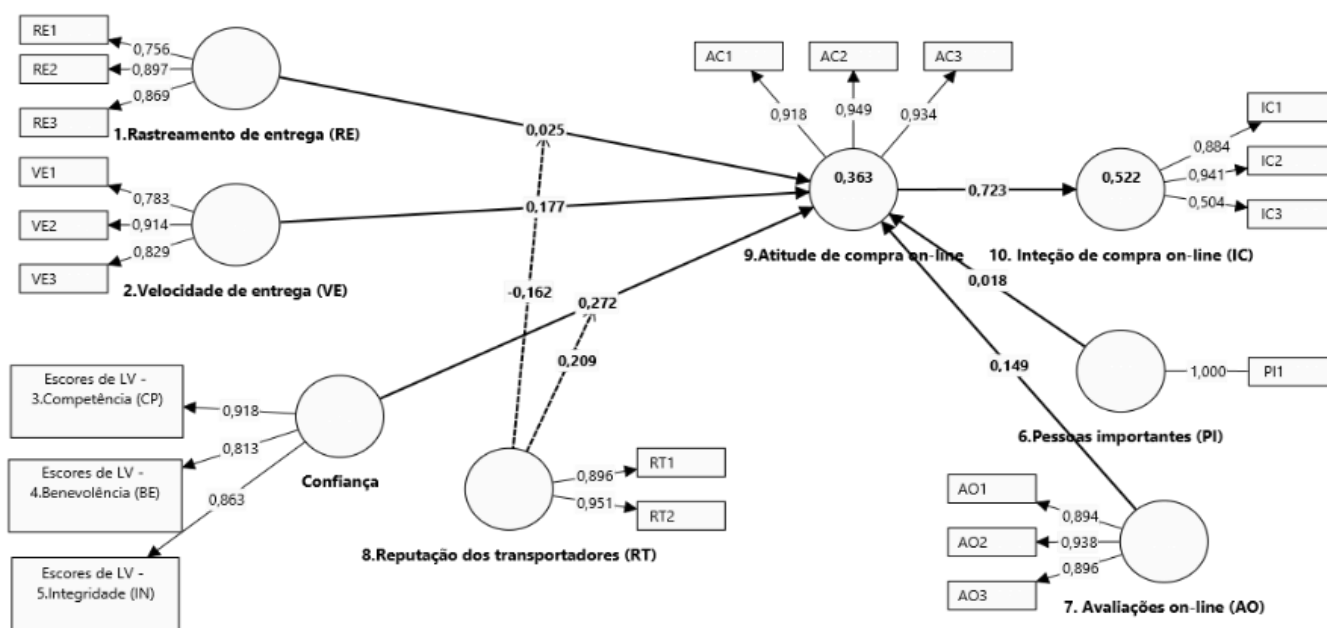 RE1
0,756
RE2
0,897
0,869
RE3
1.Rastreamento de entrega (RE)
VE1
0,783
VE2
0,914
0,829
VE3
2.Velocidade de entrega (VE)
Escores de LV -
3.Competência (CP)
0,918
Escores de LV -
4.Benevolência (BE)
0,813
0,863
Escores de LV -
5.Integridade (IN)
Confiança
0,025
0,177
-0,162
0,272
0,209
RT1
0,896
0,951
RT2
8.Reputação dos transportadores (RT)
AC1
AC2
AC3
0,918
0,949
0,934
0,363
9.Atitude de compra on-line
0,723
0,522
10. Inteção de compra on-line (IC)
IC1
0,884
IC2
0,941
0,504
IC3
0,018
0,149
1,000
PI1
6.Pessoas importantes (PI)
AO1
0,894
AO2
0,938
0,896
AO3
7. Avaliações on-line (AO)